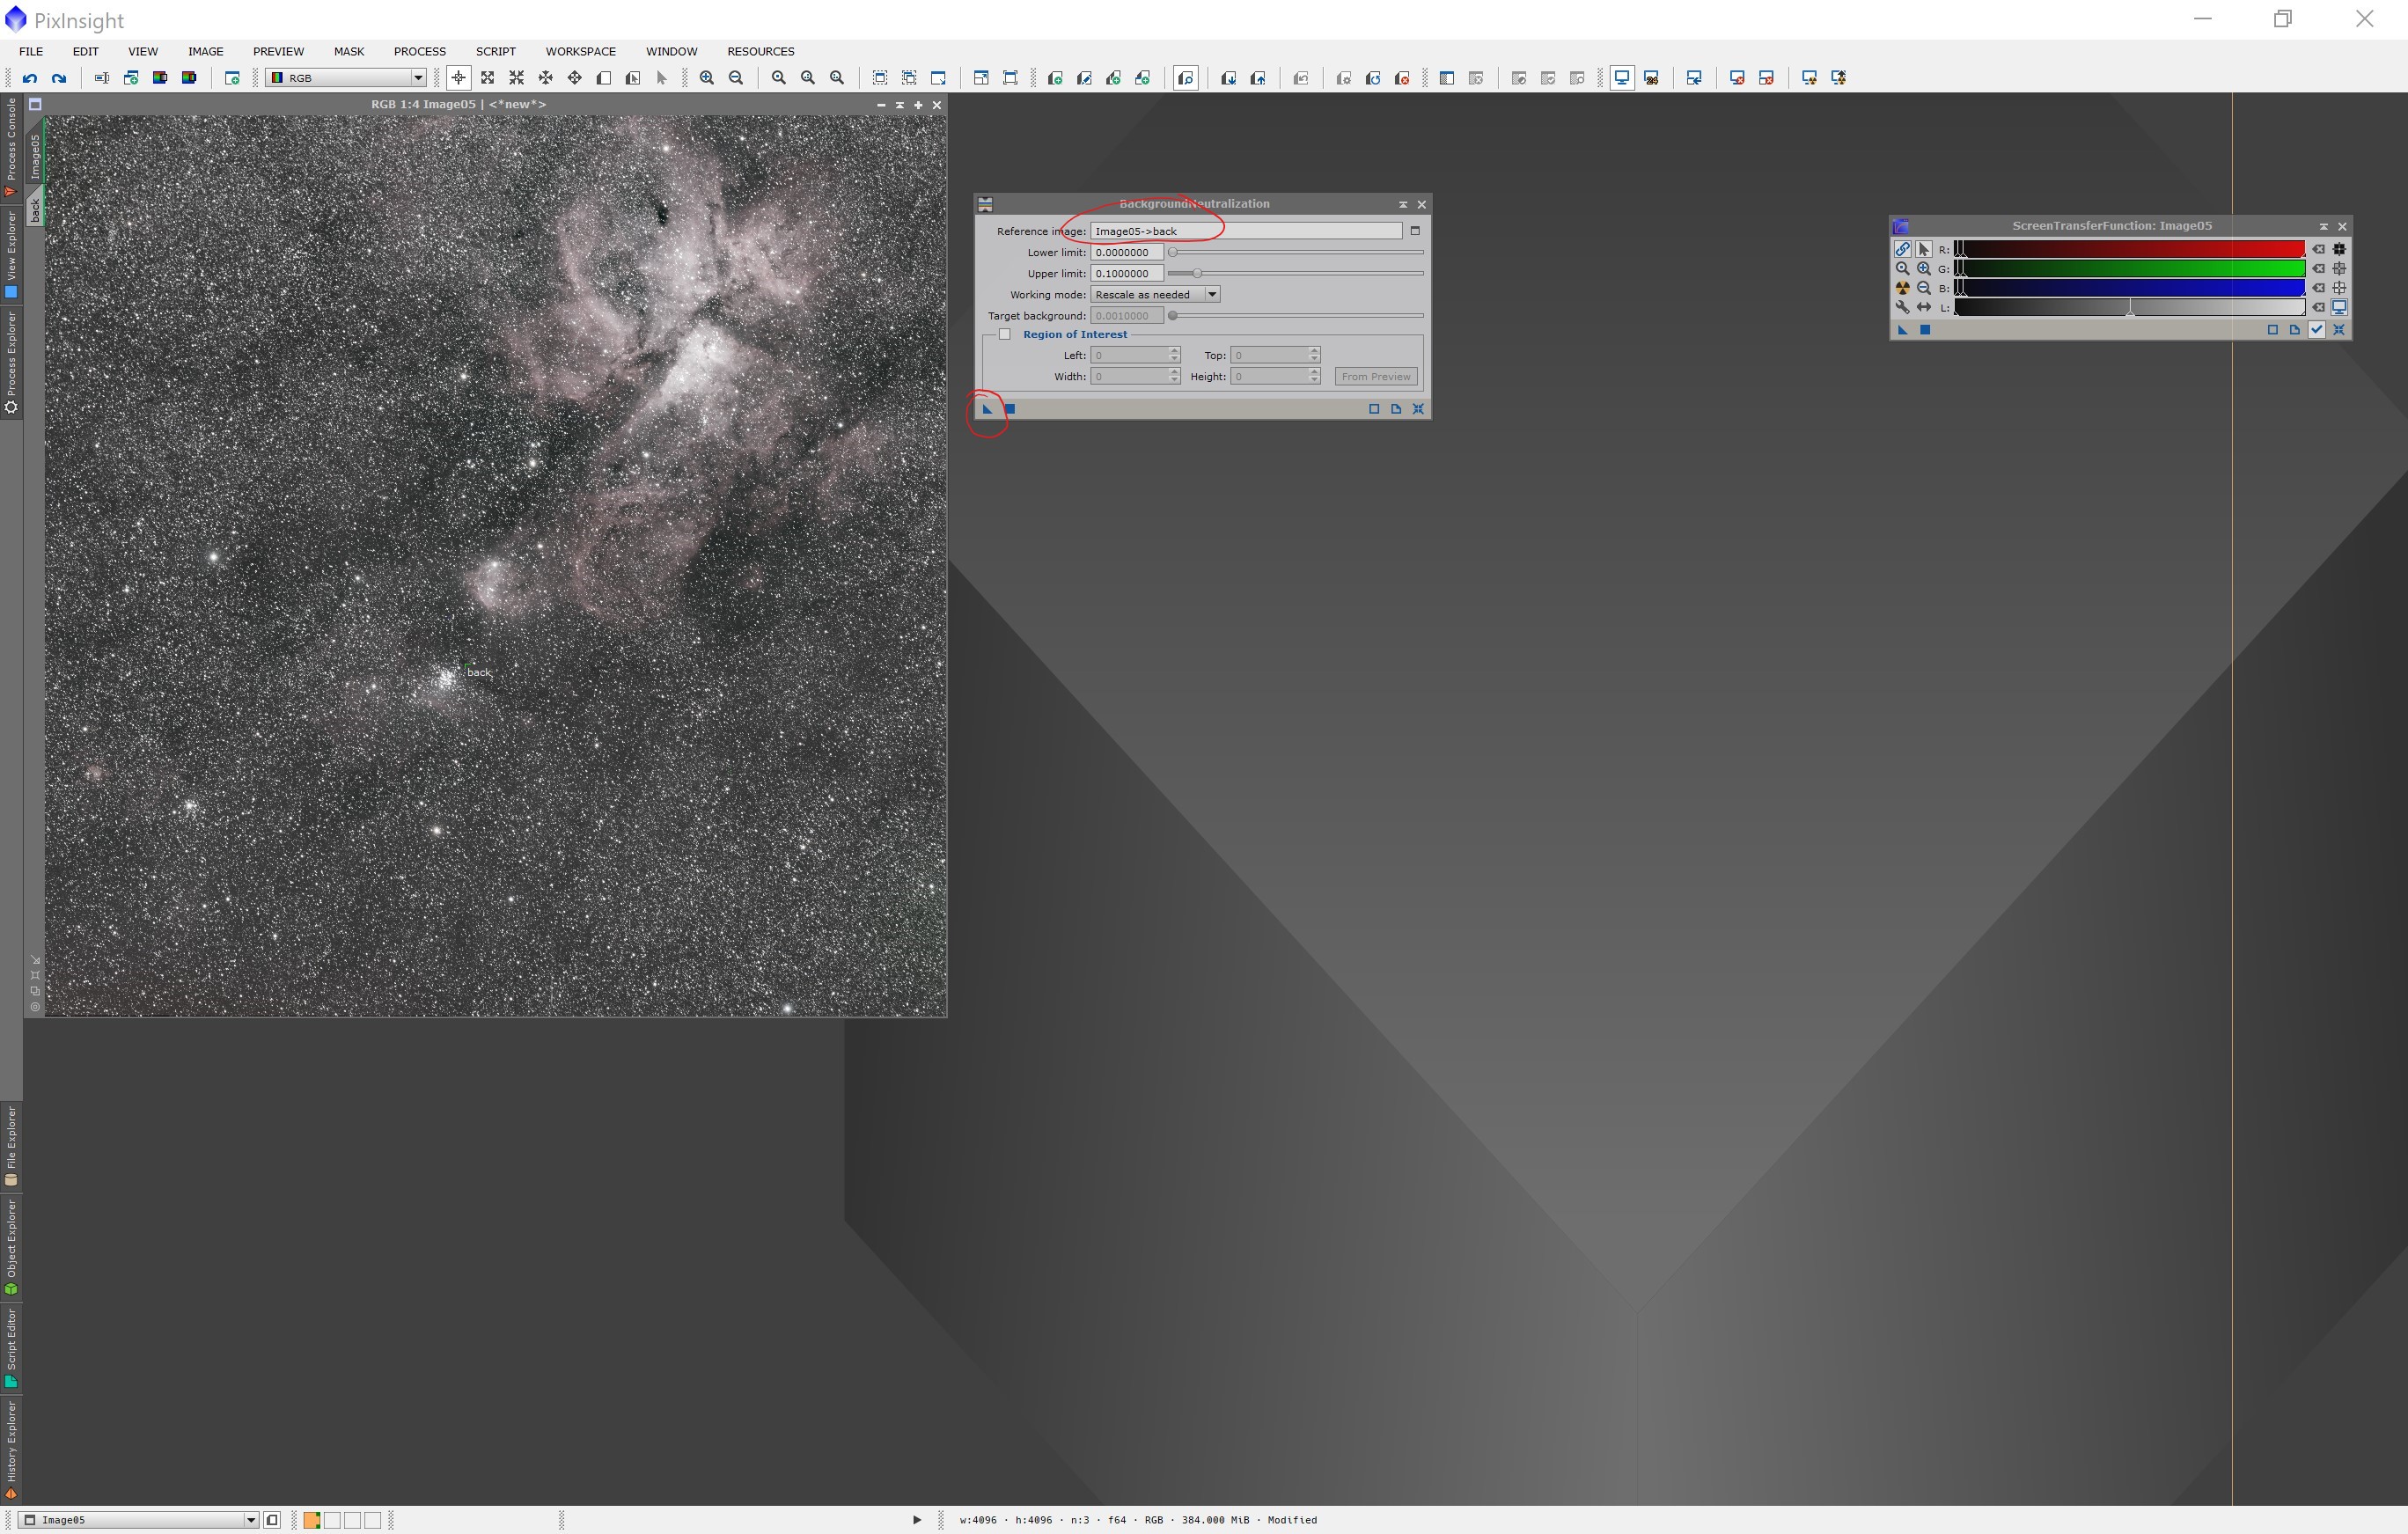 PixInsight
FILE EDIT VIEW IMAGE PREVIEW MASK PROCESS SCRIPT WORKSPACE WINDOW RESOURCES
RGB
RGB 1:4 Image05 | <*new*>
Process Console
View Explorer
Process Explorer
Image05
back
back
BackgroundNeutralization
Reference image: Image05->back
Lower limit: 0.0000000
Upper limit: 0.1000000
Working mode: Rescale as needed
Target background: 0.0010000
Region of Interest
Left: 0 Top: 0
Width: 0 Height: 0 From Preview
ScreenTransferFunction: Image05
R:
G:
B:
L:
File Explorer
Object Explorer
Script Editor
History Explorer
Image05
w:4096 · h:4096 · n:3 · f64 · RGB · 384.000 MiB · Modified